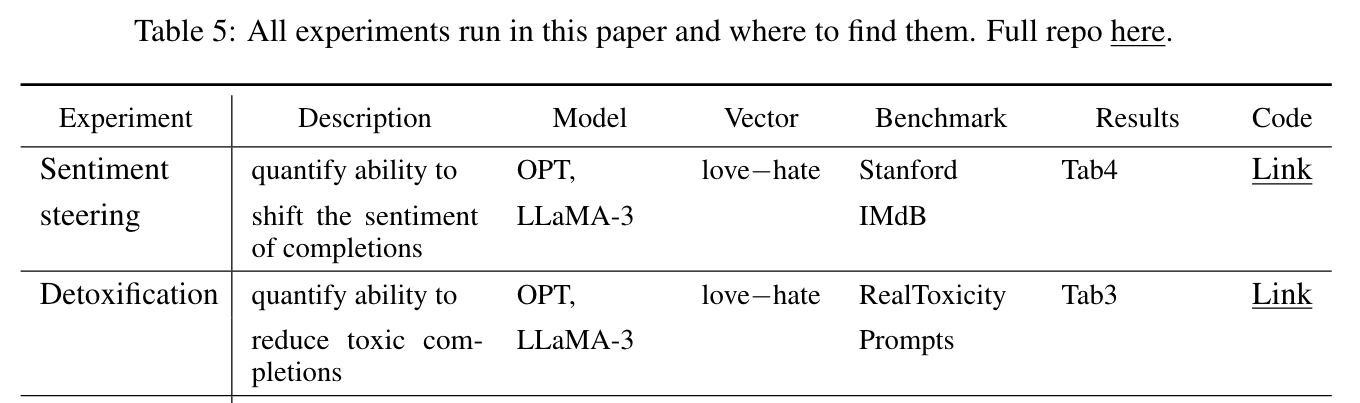 Table 5: All experiments run in this paper and where to find them. Full repo here.
Experiment Description Model Vector Benchmark Results Code
Sentiment quantify ability to OPT, love−hate Stanford Tab4 Link
steering shift the sentiment LLaMA-3 IMdB
of completions
Detoxification quantify ability to OPT, love−hate RealToxicity Tab3 Link
reduce toxic com- LLaMA-3 Prompts
pletions